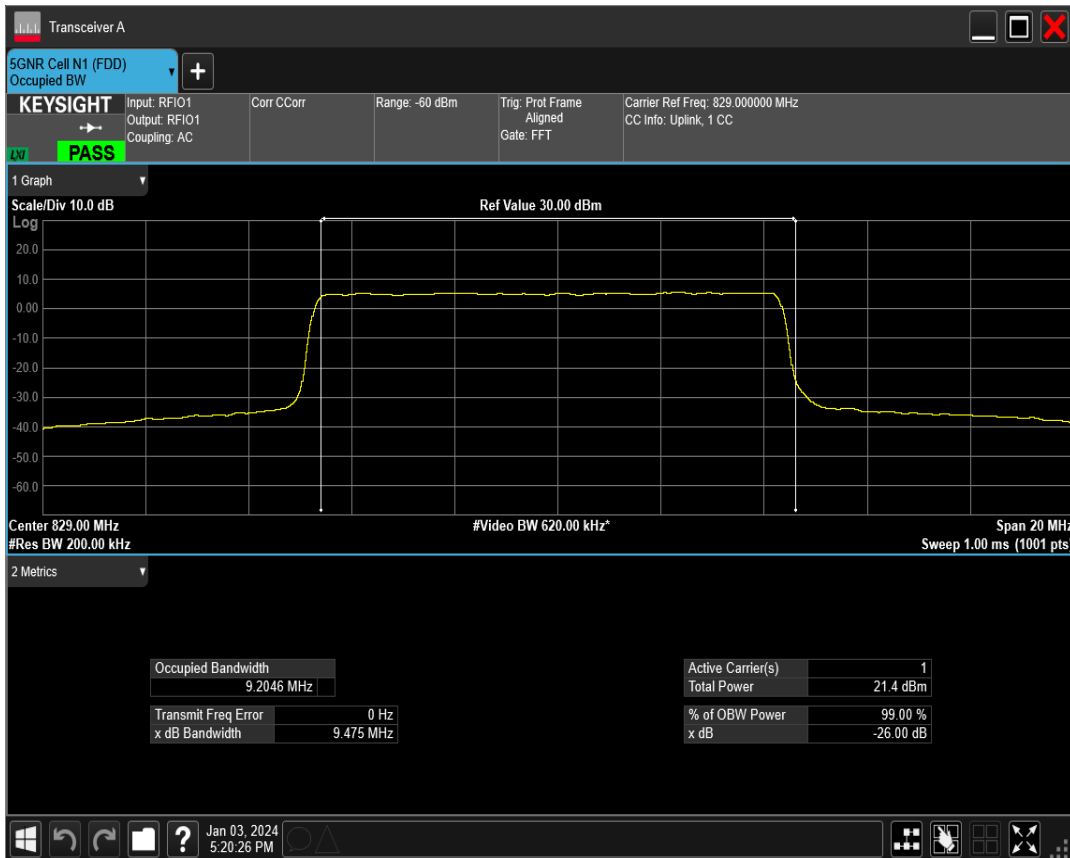 Transceiver A
5GNR Cell N1 (FDD)
Occupied BW
KEYSIGHT
LXI
PASS
Input: RFIO1
Output: RFIO1
Coupling: AC
Corr CCorr
Range: -60 dBm
Trig: Prot Frame
Aligned
Gate: FFT
Carrier Ref Freq: 829.000000 MHz
CC Info: Uplink, 1 CC
1 Graph
Scale/Div 10.0 dB
Ref Value 30.00 dBm
Log
20.0
10.0
0.00
-10.0
-20.0
-30.0
-40.0
-50.0
-60.0
Center 829.00 MHz
#Video BW 620.00 kHz*
Span 20 MHz
#Res BW 200.00 kHz
Sweep 1.00 ms (1001 pts)
2 Metrics
Occupied Bandwidth
9.2046 MHz
Transmit Freq Error 0 Hz
x dB Bandwidth 9.475 MHz
Active Carrier(s) 1
Total Power 21.4 dBm
% of OBW Power 99.00 %
x dB -26.00 dB
Jan 03, 2024
5:20:26 PM